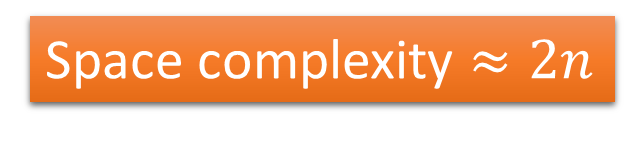 Space complexity ≈ 2n